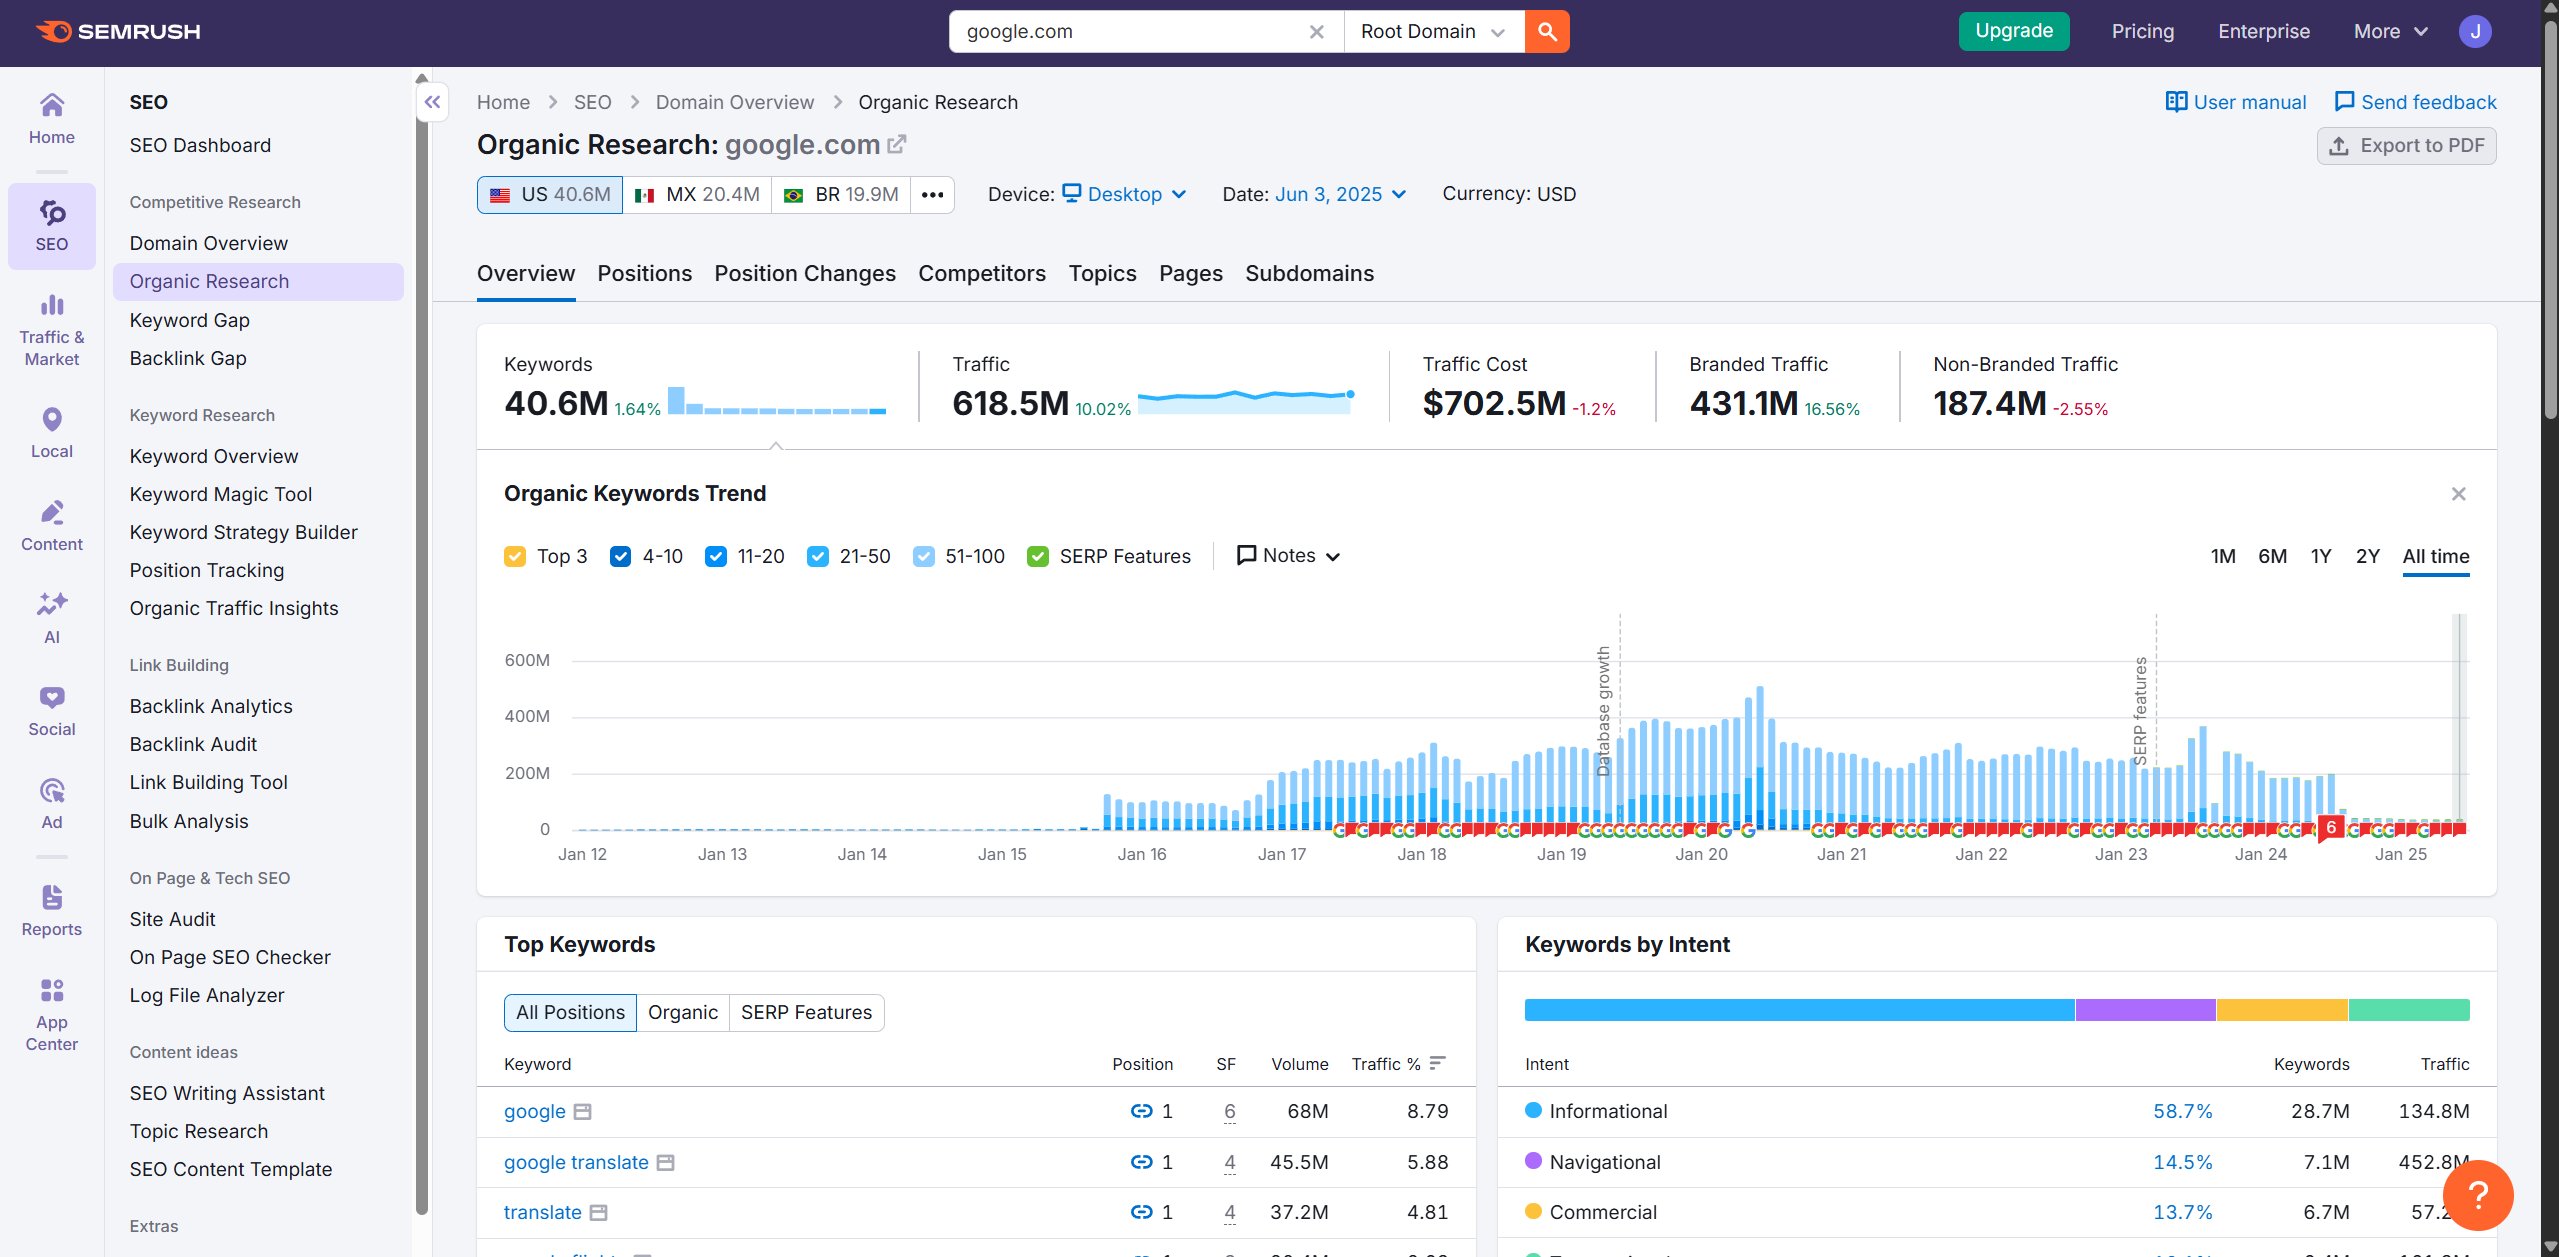 SEMRUSH
google.com
Root Domain
Upgrade
Pricing
Enterprise
More
J
Home
SEO
Traffic &
Market
Local
Content
AI
Social
Ad
Reports
App
Center
SEO
SEO Dashboard
Competitive Research
Domain Overview
Organic Research
Keyword Gap
Backlink Gap
Keyword Research
Keyword Overview
Keyword Magic Tool
Keyword Strategy Builder
Position Tracking
Organic Traffic Insights
Link Building
Backlink Analytics
Backlink Audit
Link Building Tool
Bulk Analysis
On Page & Tech SEO
Site Audit
On Page SEO Checker
Log File Analyzer
Content ideas
SEO Writing Assistant
Topic Research
SEO Content Template
Extras
Home > SEO > Domain Overview > Organic Research
User manual
Send feedback
Organic Research: google.com
Export to PDF
US 40.6M
MX 20.4M
BR 19.9M
•••
Device: Desktop
Date: Jun 3, 2025
Currency: USD
Overview
Positions
Position Changes
Competitors
Topics
Pages
Subdomains
Keywords
40.6M 1.64%
Traffic
618.5M 10.02%
Traffic Cost
$702.5M -1.2%
Branded Traffic
431.1M 16.56%
Non-Branded Traffic
187.4M -2.55%
Organic Keywords Trend
Top 3
4-10
11-20
21-50
51-100
SERP Features
Notes
1M
6M
1Y
2Y
All time
600M
400M
200M
0
Database growth
SERP features
6
Jan 12
Jan 13
Jan 14
Jan 15
Jan 16
Jan 17
Jan 18
Jan 19
Jan 20
Jan 21
Jan 22
Jan 23
Jan 24
Jan 25
Top Keywords
All Positions
Organic
SERP Features
Keyword Position SF Volume Traffic %
google 1 6 68M 8.79
google translate 1 4 45.5M 5.88
translate 1 4 37.2M 4.81
Keywords by Intent
Intent Keywords Traffic
Informational 58.7% 28.7M 134.8M
Navigational 14.5% 7.1M 452.8M
Commercial 13.7% 6.7M
?